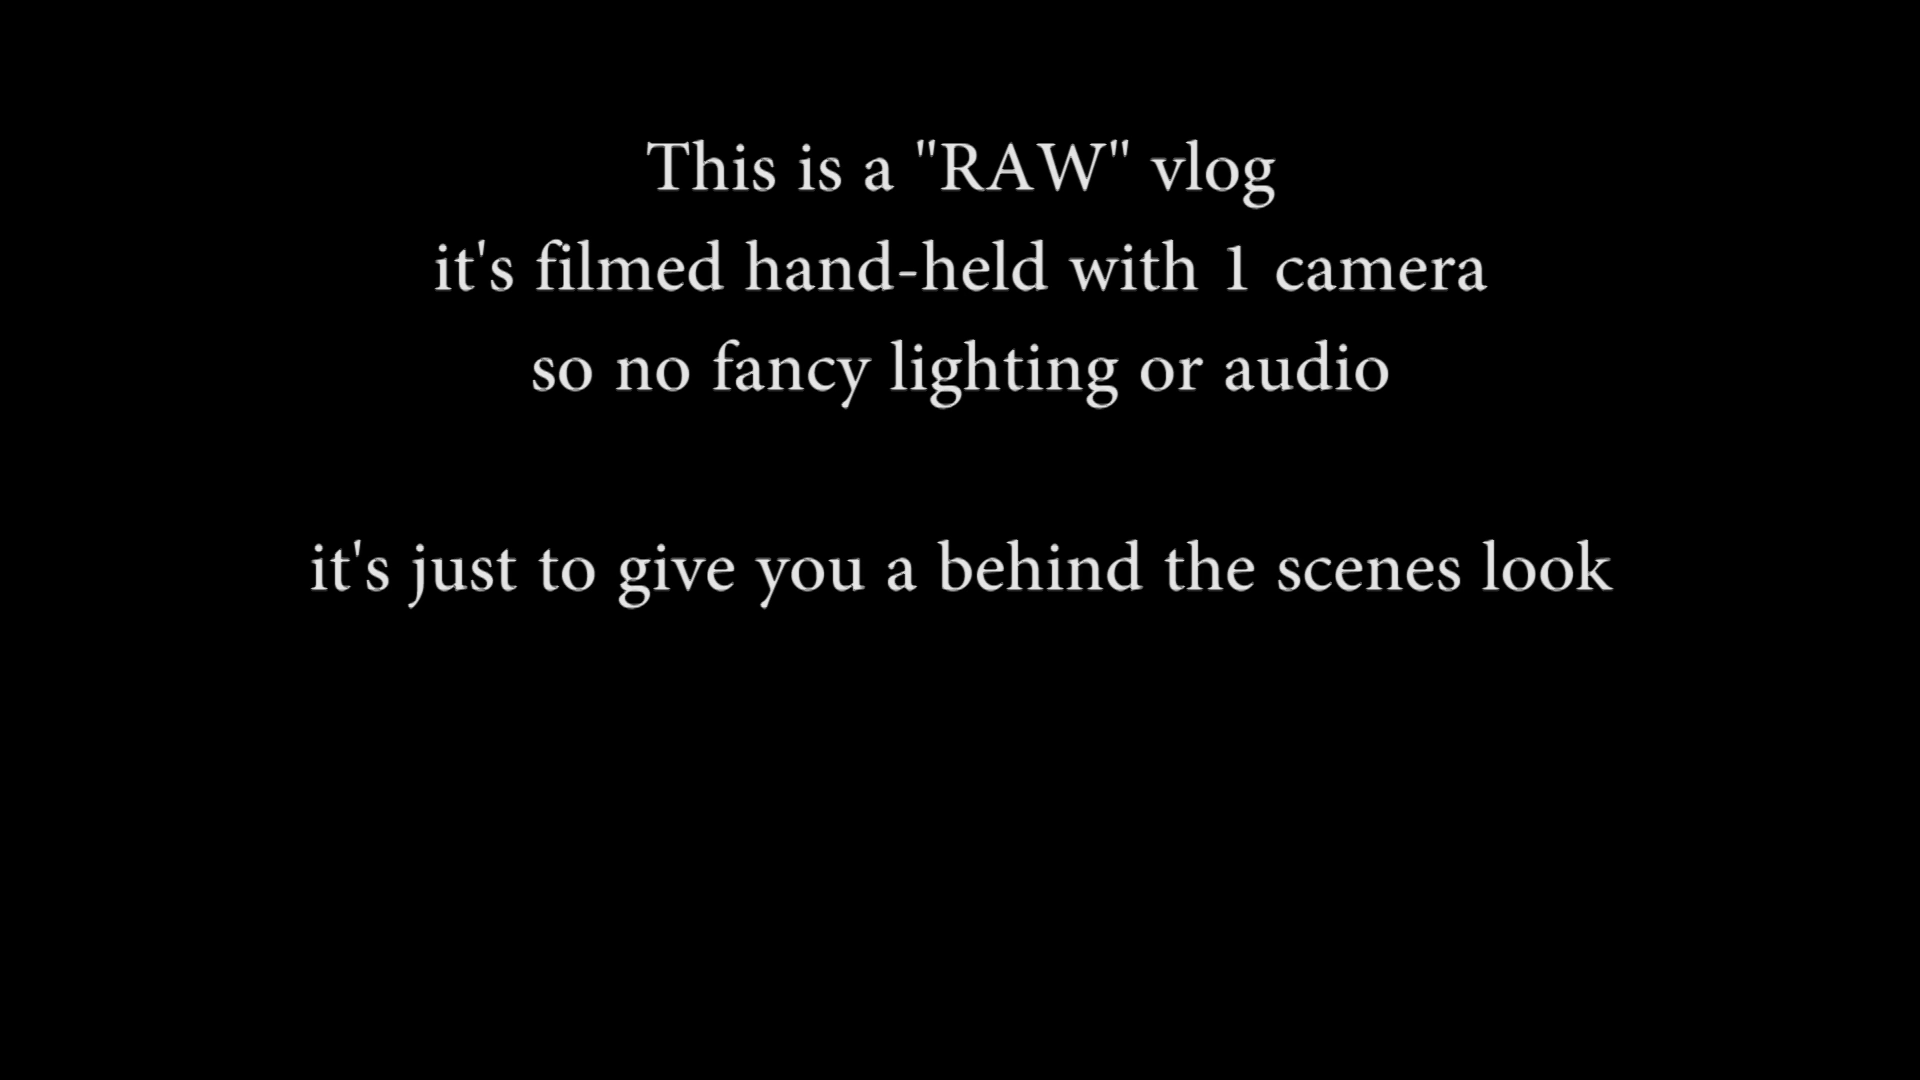 This is a "RAW" vlog
it's filmed hand-held with 1 camera
so no fancy lighting or audio
it's just to give you a behind the scenes look